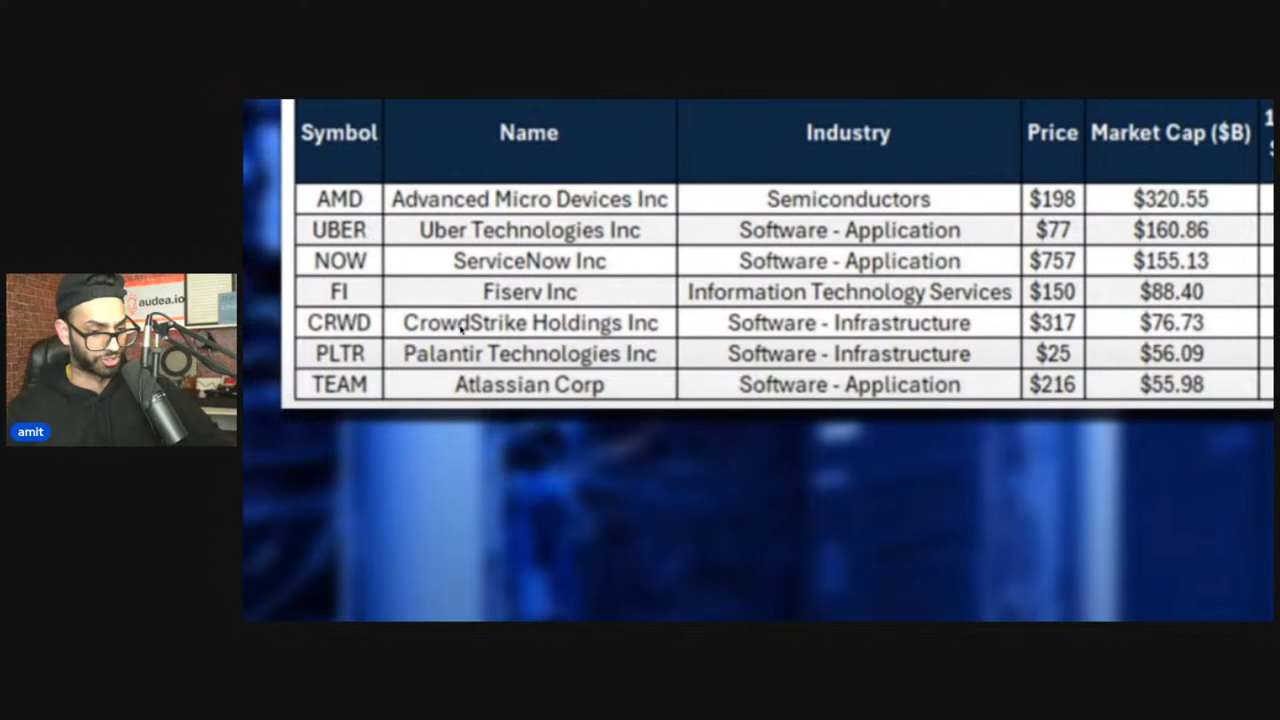 Symbol Name Industry Price Market Cap ($B)
AMD Advanced Micro Devices Inc Semiconductors $198 $320.55
UBER Uber Technologies Inc Software - Application $77 $160.86
NOW ServiceNow Inc Software - Application $757 $155.13
FI Fiserv Inc Information Technology Services $150 $88.40
CRWD CrowdStrike Holdings Inc Software - Infrastructure $317 $76.73
PLTR Palantir Technologies Inc Software - Infrastructure $25 $56.09
TEAM Atlassian Corp Software - Application $216 $55.98
audea.io
amit